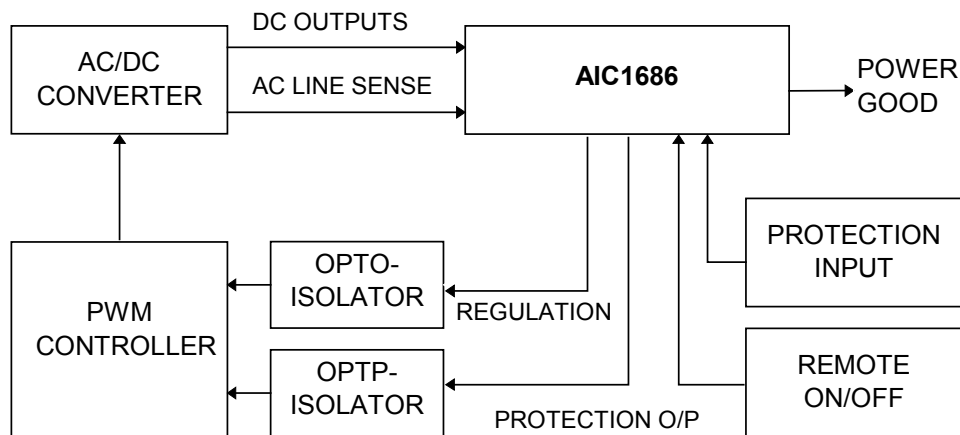 DC OUTPUTS
AC/DC
CONVERTER
AC LINE SENSE
AIC1686
POWER
GOOD
OPTO-
ISOLATOR
REGULATION
PROTECTION
INPUT
PWM
CONTROLLER
OPTP-
ISOLATOR
PROTECTION O/P
REMOTE
ON/OFF